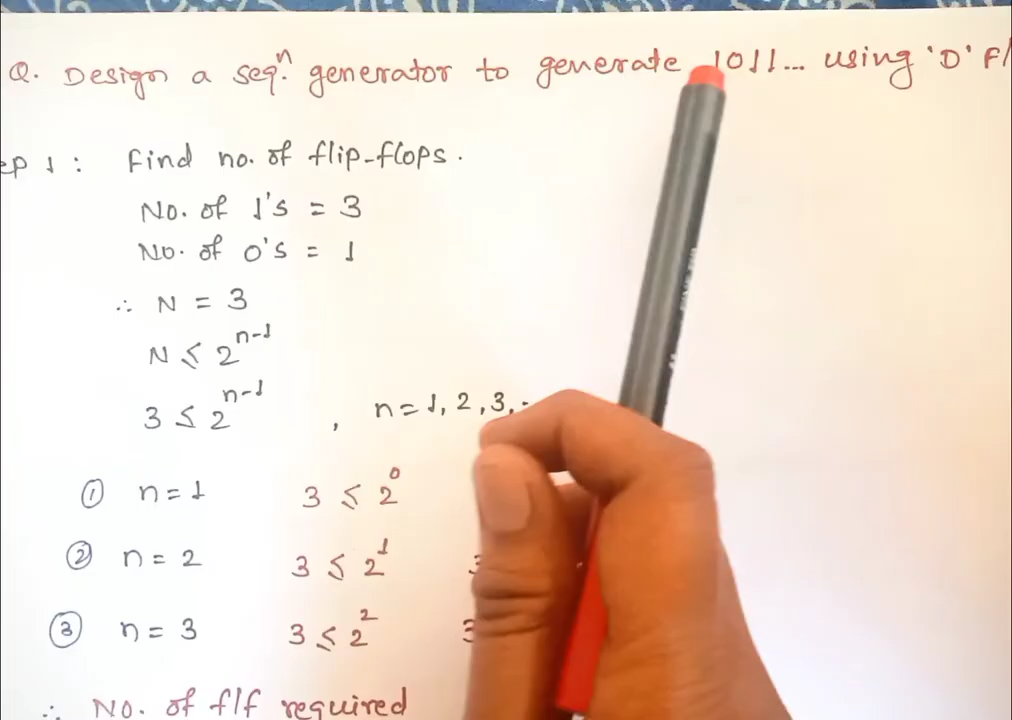 Q. Design a seqn. generator to generate 1011... using 'D' F/
ep 1 : Find no. of flip-flops.
No. of 1's = 3
No. of 0's = 1
∴ N = 3
N ≤ 2^(n-1)
3 ≤ 2^(n-1) , n = 1, 2, 3,
① n = 1 3 ≤ 2^0
② n = 2 3 ≤ 2^1
③ n = 3 3 ≤ 2^2
∴ No. of f/f required